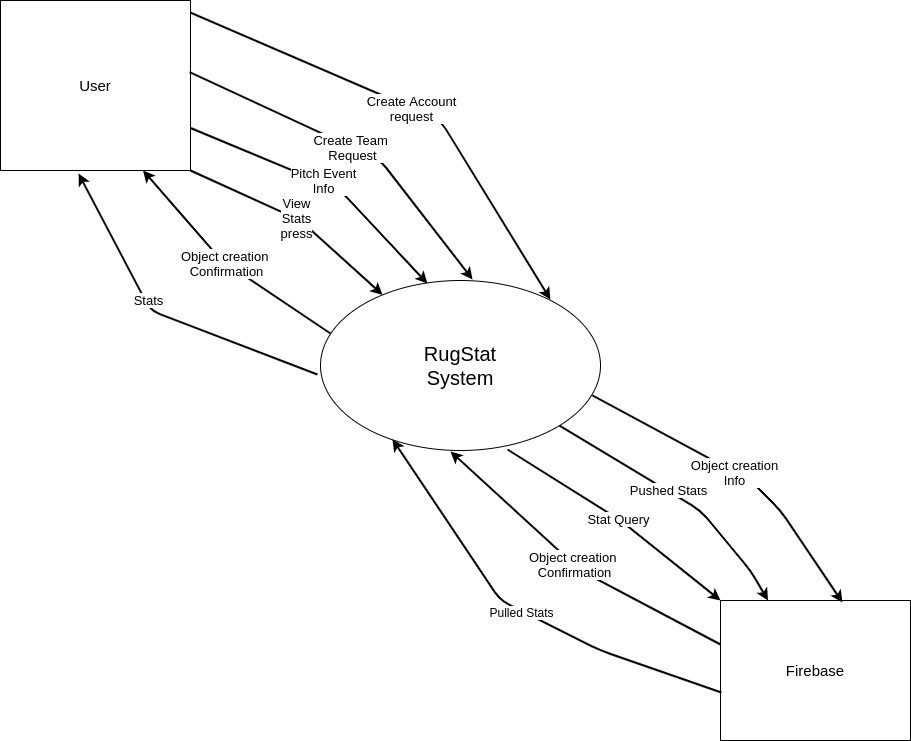 User
Create Account
request
Create Team
Request
Pitch Event
Info
View
Stats
press
Object creation
Confirmation
Stats
RugStat
System
Object creation
Info
Pushed Stats
Stat Query
Object creation
Confirmation
Pulled Stats
Firebase